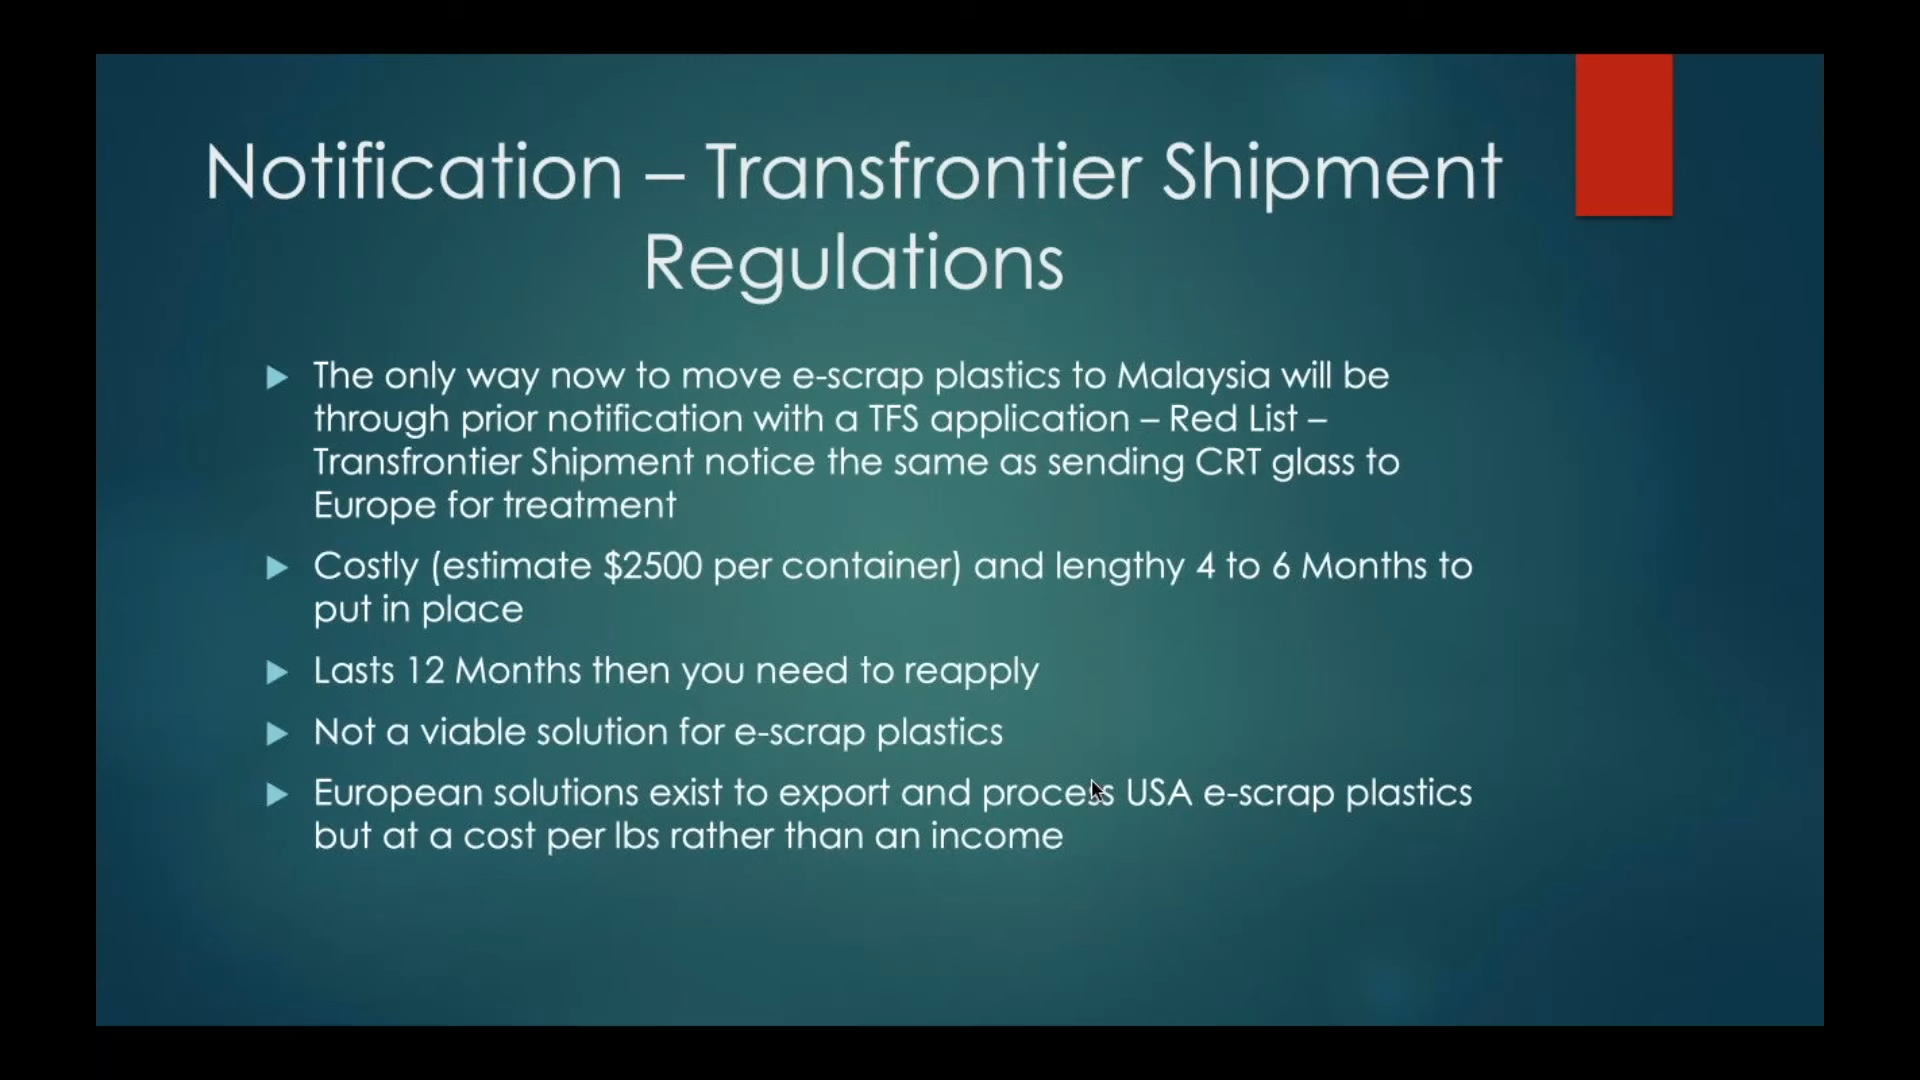 Notification – Transfrontier Shipment
Regulations
The only way now to move e-scrap plastics to Malaysia will be
through prior notification with a TFS application – Red List –
Transfrontier Shipment notice the same as sending CRT glass to
Europe for treatment
Costly (estimate $2500 per container) and lengthy 4 to 6 Months to
put in place
Lasts 12 Months then you need to reapply
Not a viable solution for e-scrap plastics
European solutions exist to export and process USA e-scrap plastics
but at a cost per lbs rather than an income